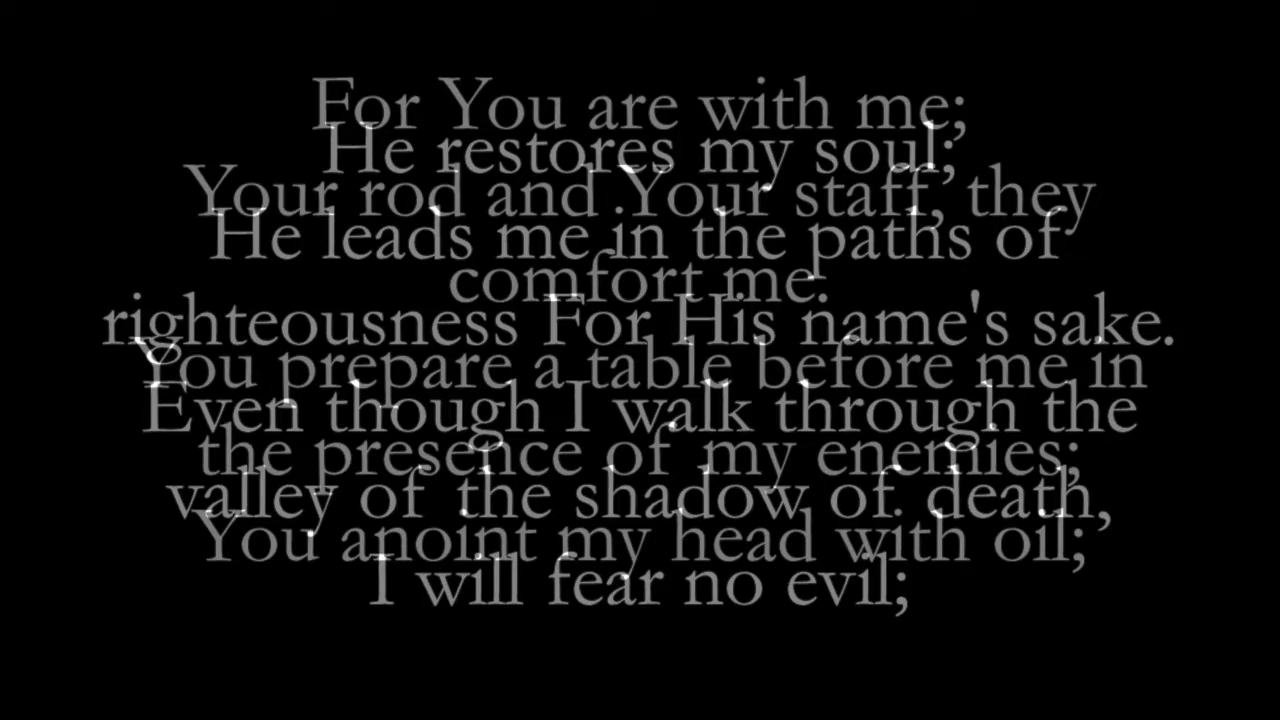 For You are with me;
He restores my soul;
Your rod and Your staff, they
He leads me in the paths of
comfort me.
righteousness For His name's sake.
You prepare a table before me in
Even though I walk through the
the presence of my enemies;
valley of the shadow of death,
You anoint my head with oil;
I will fear no evil;